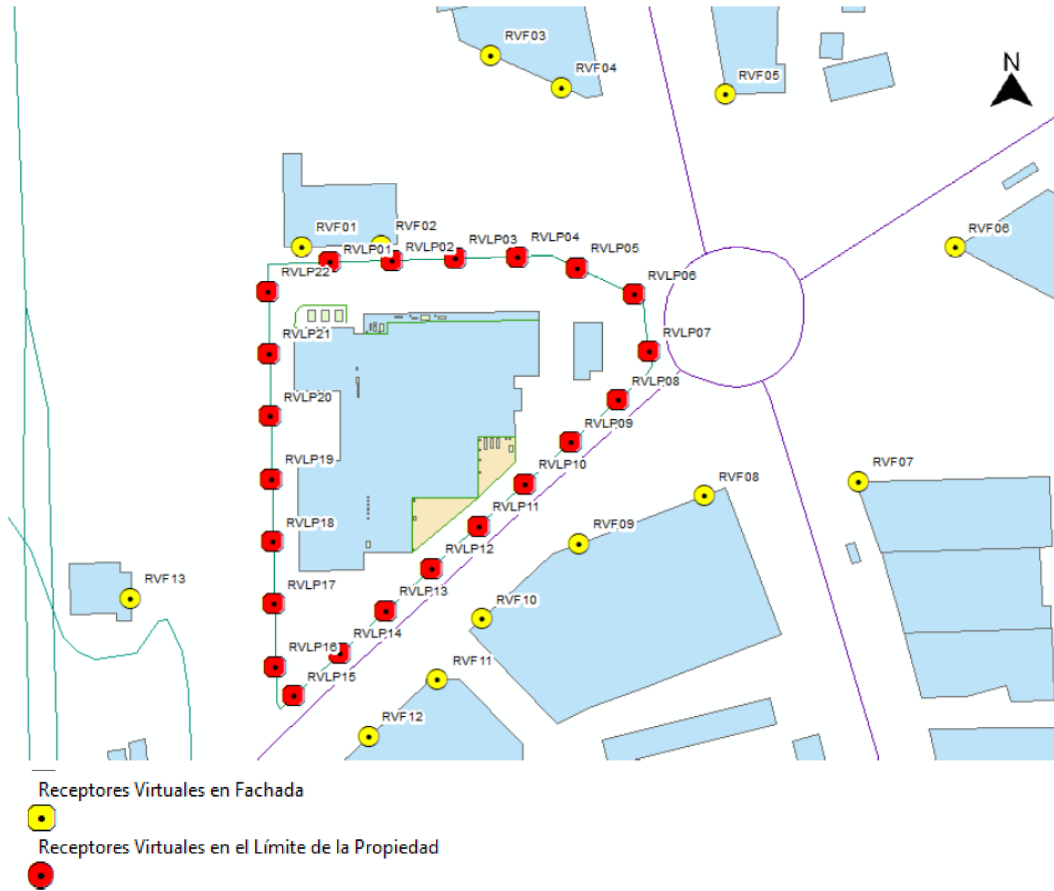 RVF03
RVF04
N
RVF05
RVF01
RVF02
RVF06
RVLP01
RVLP02
RVLP03
RVLP04
RVLP05
RVLP22
RVLP06
RVLP21
RVLP07
RVLP08
RVLP20
RVLP09
RVLP19
RVLP10
RVF07
RVF08
RVLP11
RVLP18
RVLP12
RVF09
RVLP13
RVLP17
RVF13
RVF10
RVLP14
RVLP16
RVLP15
RVF11
RVF12
Receptores Virtuales en Fachada
Receptores Virtuales en el Límite de la Propiedad